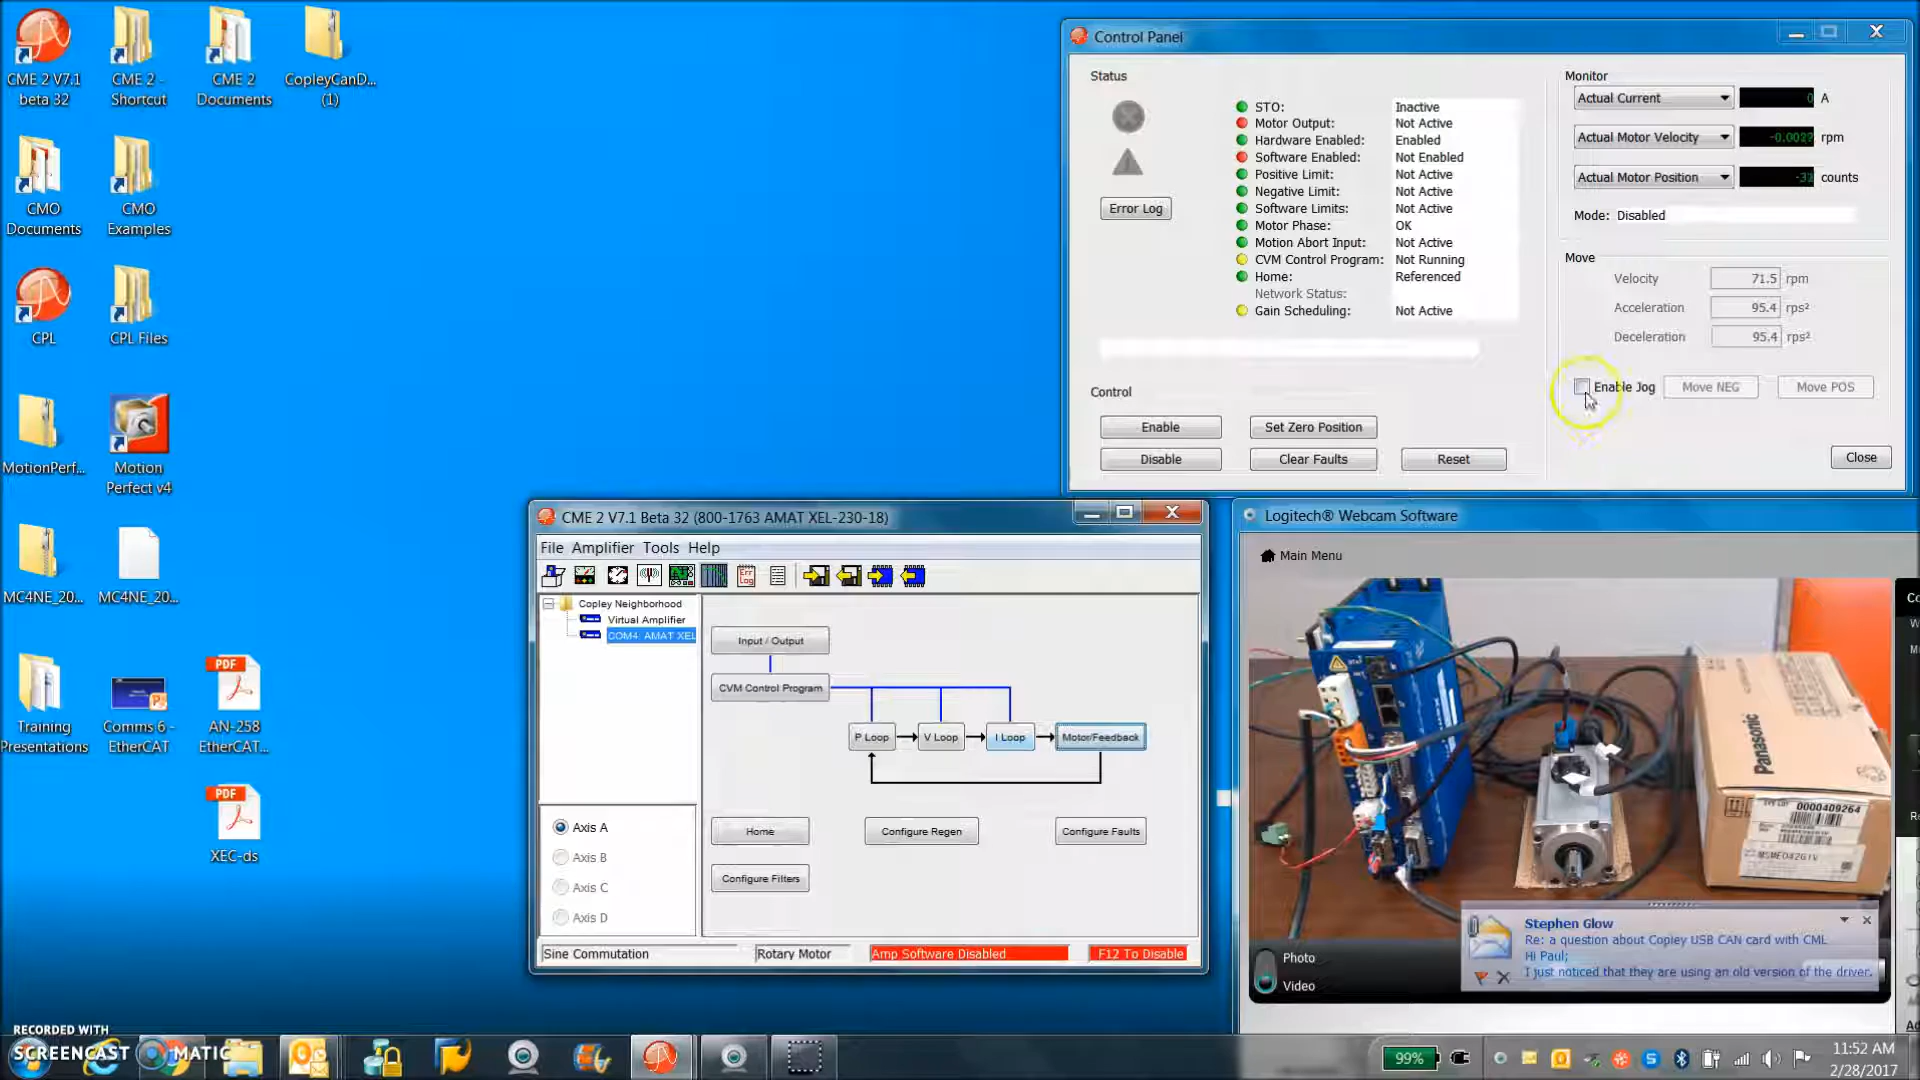 CME 2 V7.1
beta 32
CME 2 -
Shortcut
CME 2
Documents
CopleyCanD...
(1)
CMO
Documents
CMO
Examples
CPL
CPL Files
MotionPerf...
Motion
Perfect v4
MC4NE_20...
MC4NE_20...
Training
Presentations
Comms 6 -
EtherCAT
PDF
AN-258
EtherCAT...
PDF
XEC-ds
Control Panel
Status
Error Log
STO: Inactive
Motor Output: Not Active
Hardware Enabled: Enabled
Software Enabled: Not Enabled
Positive Limit: Not Active
Negative Limit: Not Active
Software Limits: Not Active
Motor Phase: OK
Motion Abort Input: Not Active
CVM Control Program: Not Running
Home: Referenced
Network Status:
Gain Scheduling: Not Active
Control
Enable
Set Zero Position
Disable
Clear Faults
Reset
Monitor
Actual Current 0 A
Actual Motor Velocity rpm
Actual Motor Position counts
Mode: Disabled
Move
Velocity 71.5 rpm
Acceleration 95.4 rps²
Deceleration 95.4 rps²
Enable Jog Move NEG Move POS
Close
CME 2 V7.1 Beta 32 (800-1763 AMAT XEL-230-18)
File Amplifier Tools Help
Err
Log
Copley Neighborhood
Virtual Amplifier
COM4: AMAT XEL
Axis A
Axis B
Axis C
Axis D
Input / Output
CVM Control Program
P Loop
V Loop
I Loop
Motor/Feedback
Home
Configure Regen
Configure Faults
Configure Filters
Sine Commutation
Rotary Motor
Amp Software Disabled
F12 To Disable
Logitech® Webcam Software
Main Menu
Panasonic
0000409264
MSME042G1V
Photo
Video
Stephen Glow
Re: a question about Copley USB CAN card with CML
Hi Paul;
I just noticed that they are using an old version of the driver.
RECORDED WITH
SCREENCAST MATIC
99%
11:52 AM
2/28/2017